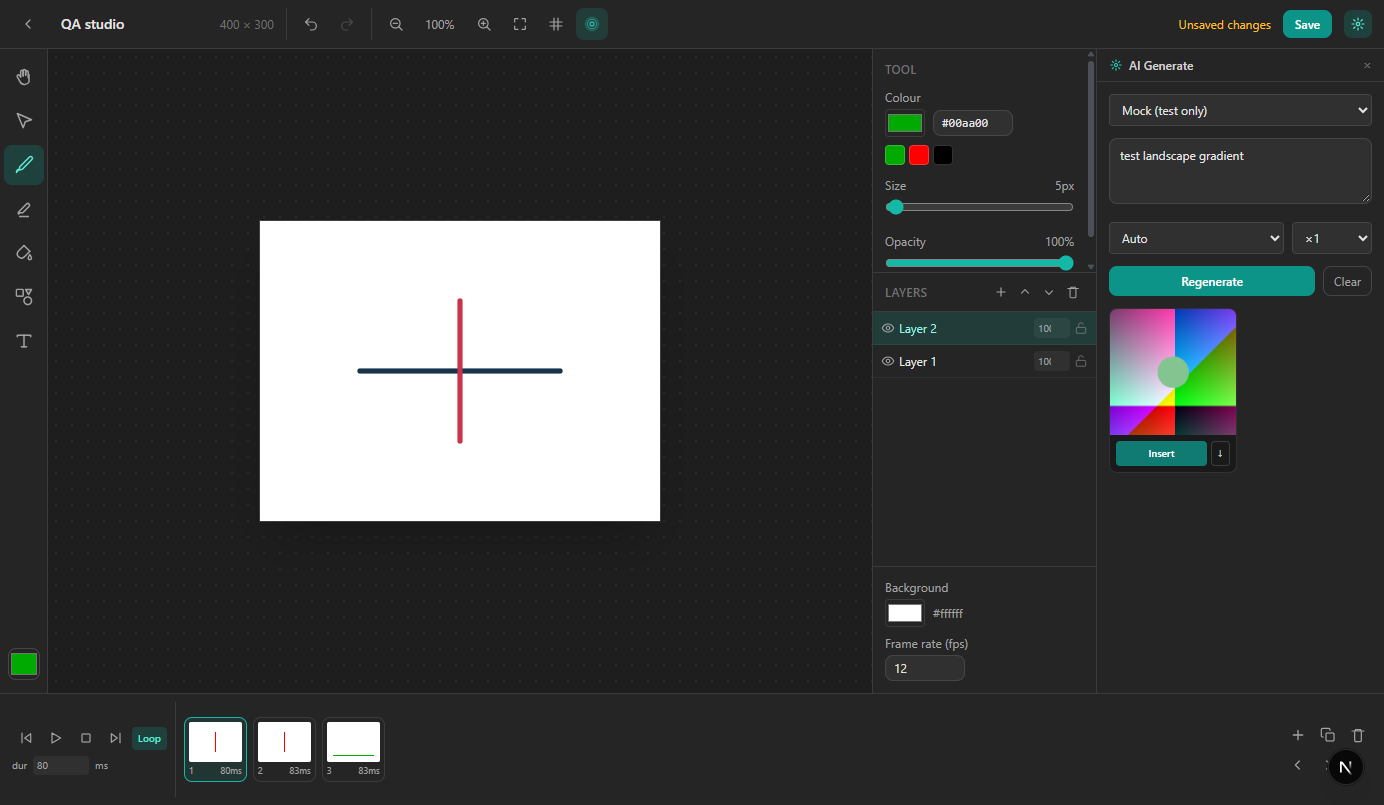 QA studio
400 × 300
100%
Unsaved changes
Save
TOOL
Colour
#00aa00
Size
5px
Opacity
100%
LAYERS
Layer 2
Layer 1
Background
#ffffff
Frame rate (fps)
12
AI Generate
×
Mock (test only)
test landscape gradient
Auto
×1
Regenerate
Clear
Insert
↓
Loop
dur
80
ms
1
80ms
2
83ms
3
83ms
N